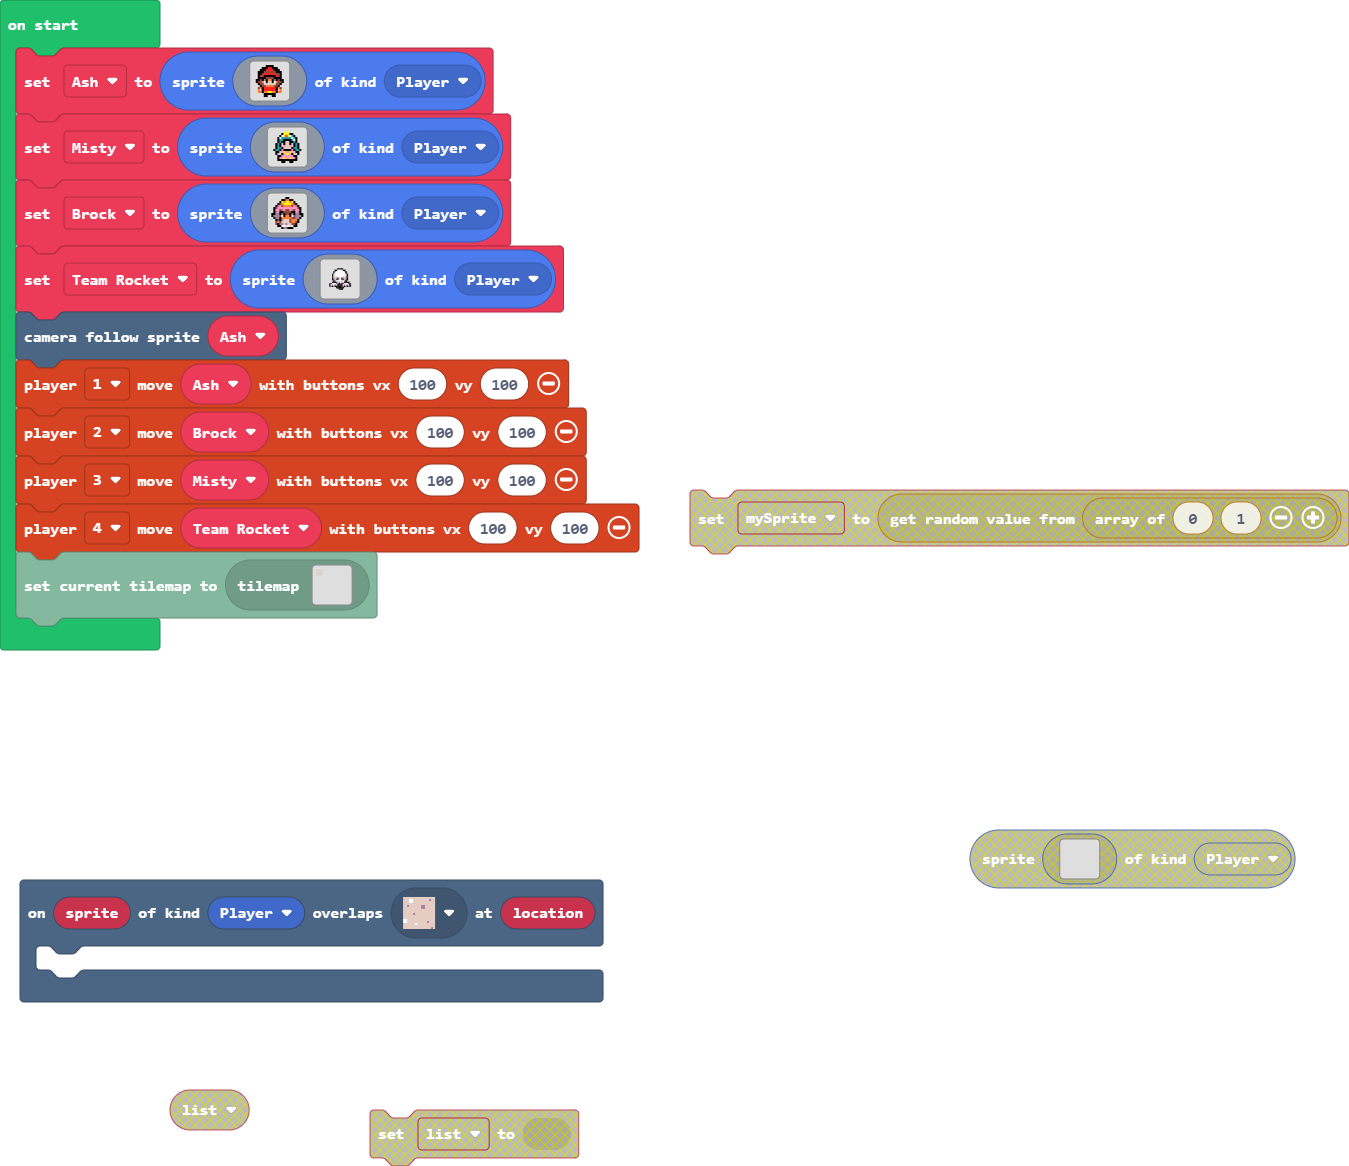 on start
set Ash to sprite of kind Player
set Misty to sprite of kind Player
set Brock to sprite of kind Player
set Team Rocket to sprite of kind Player
camera follow sprite Ash
player 1 move Ash with buttons vx 100 vy 100
player 2 move Brock with buttons vx 100 vy 100
player 3 move Misty with buttons vx 100 vy 100
set mySprite to get random value from array of 0 1
player 4 move Team Rocket with buttons vx 100 vy 100
set current tilemap to tilemap
sprite of kind Player
on sprite of kind Player overlaps at location
list
set list to